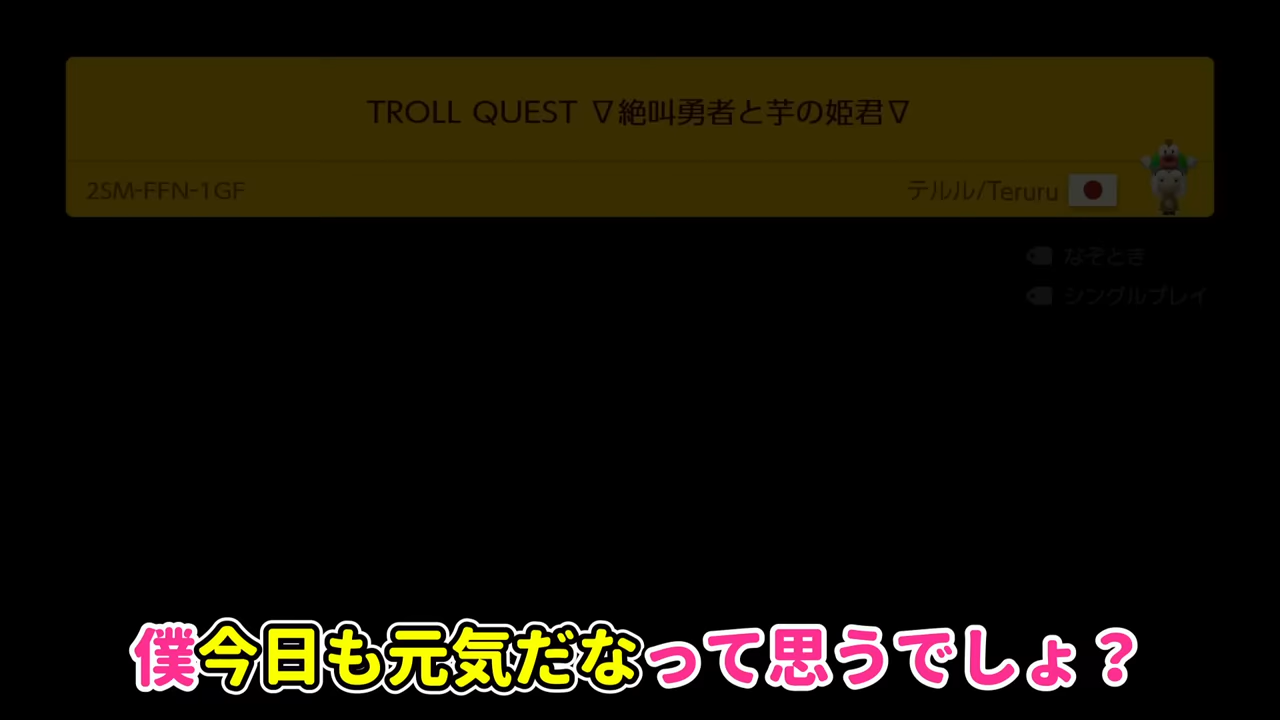 TROLL QUEST ∇絶叫勇者と芋の姫君∇
2SM-FFN-1GF
テルル/Teruru
なぞとき
シングルプレイ
僕今日も元気だなって思うでしょ？